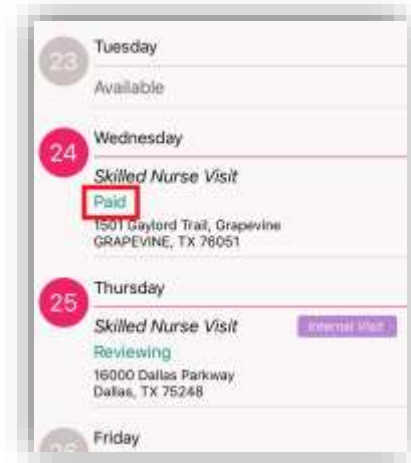 23
Tuesday
Available
24
Wednesday
Skilled Nurse Visit
Paid
1501 Gaylord Trail, Grapevine
GRAPEVINE, TX 76051
25
Thursday
Skilled Nurse Visit
Internal Visit
Reviewing
16000 Dallas Parkway
Dallas, TX 75248
26
Friday